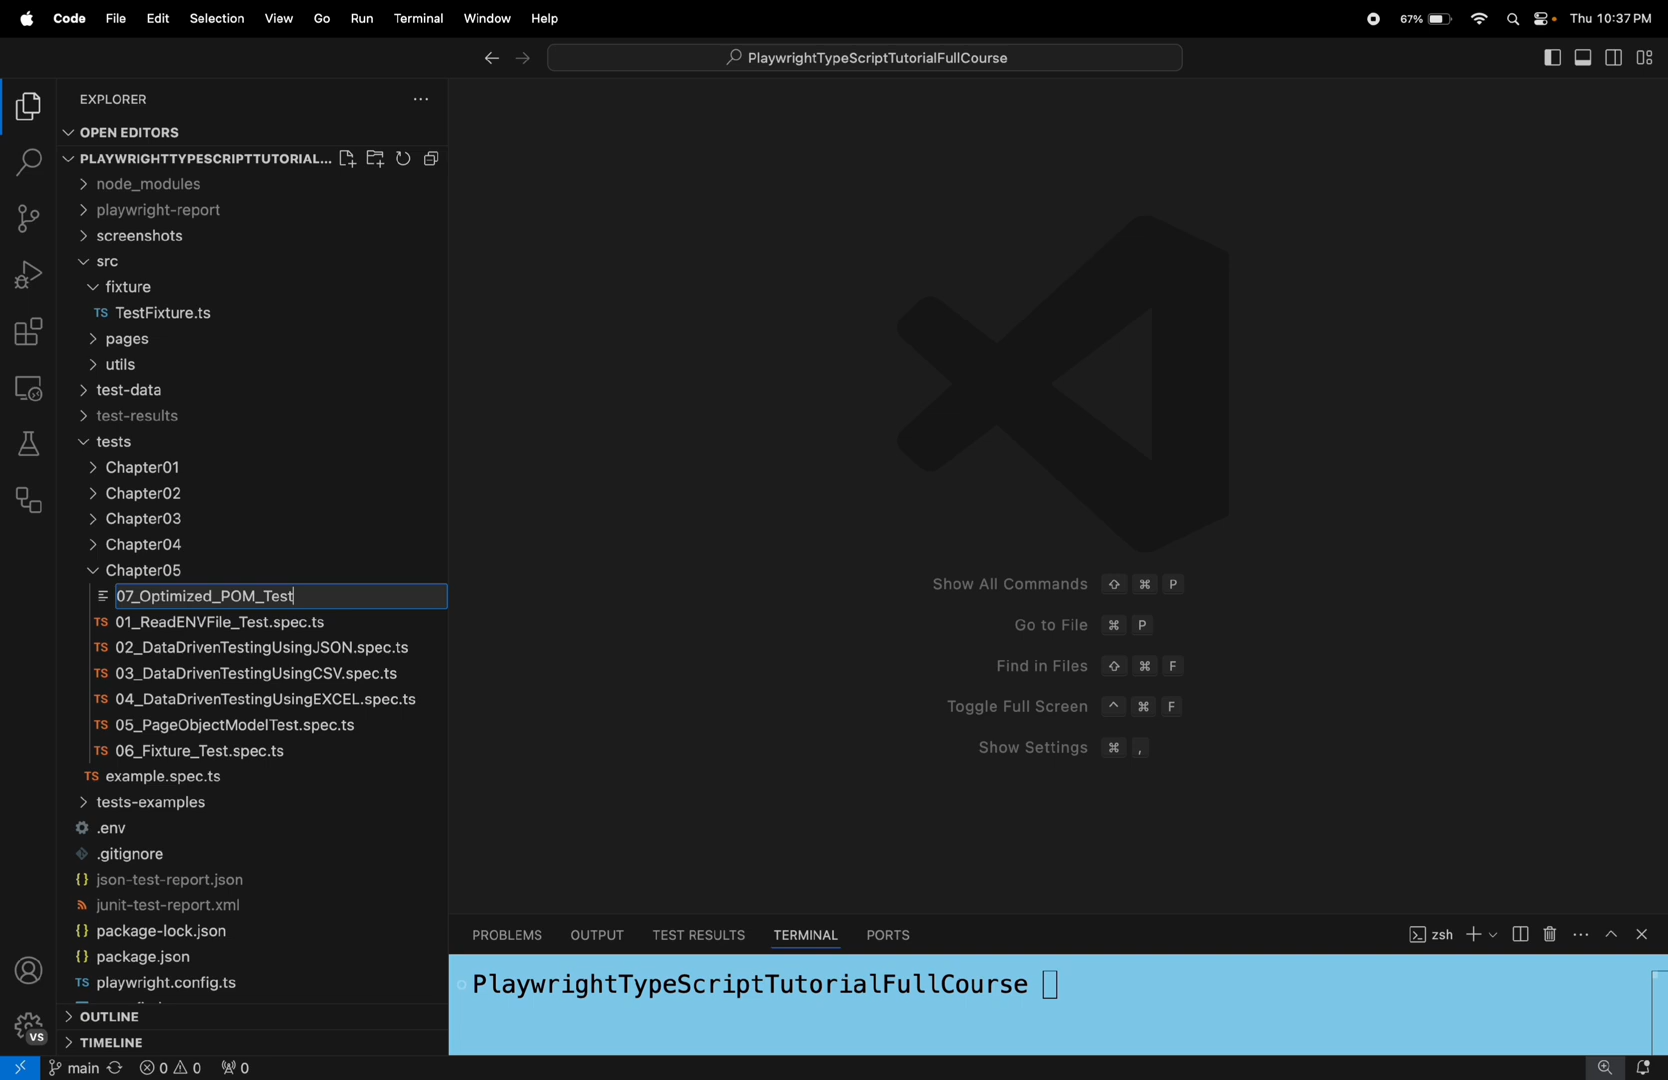 Code File Edit Selection View Go Run Terminal Window Help
67% Thu 10:37 PM
PlaywrightTypeScriptTutorialFullCourse
EXPLORER
OPEN EDITORS
PLAYWRIGHTTYPESCRIPTTUTORIAL...
node_modules
playwright-report
screenshots
src
fixture
TS TestFixture.ts
pages
utils
test-data
test-results
tests
Chapter01
Chapter02
Chapter03
Chapter04
Chapter05
07_Optimized_POM_Test
TS 01_ReadENVFile_Test.spec.ts
TS 02_DataDrivenTestingUsingJSON.spec.ts
TS 03_DataDrivenTestingUsingCSV.spec.ts
TS 04_DataDrivenTestingUsingEXCEL.spec.ts
TS 05_PageObjectModelTest.spec.ts
TS 06_Fixture_Test.spec.ts
TS example.spec.ts
tests-examples
.env
.gitignore
{} json-test-report.json
junit-test-report.xml
{} package-lock.json
{} package.json
TS playwright.config.ts
OUTLINE
TIMELINE
VS
Show All Commands ⇧ ⌘ P
Go to File ⌘ P
Find in Files ⇧ ⌘ F
Toggle Full Screen ^ ⌘ F
Show Settings ⌘ ,
PROBLEMS OUTPUT TEST RESULTS TERMINAL PORTS
zsh
PlaywrightTypeScriptTutorialFullCourse
main 0 0 0